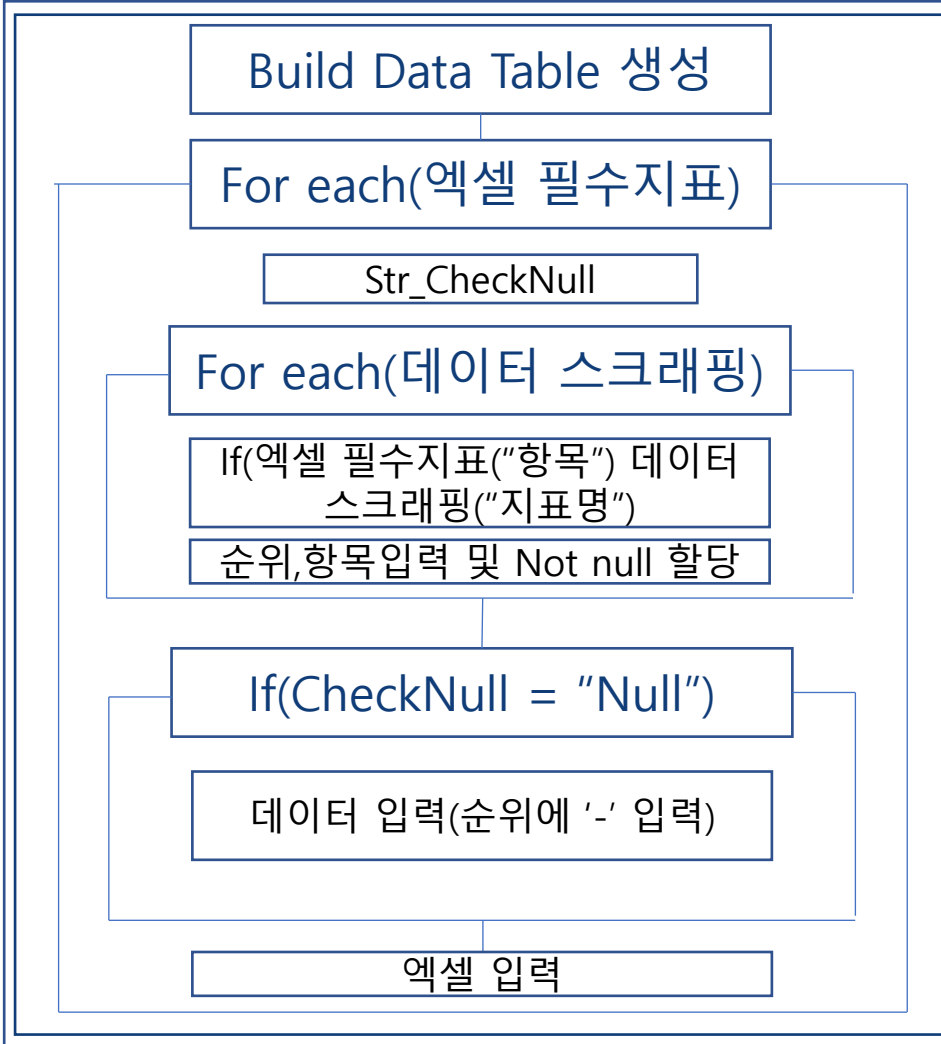 Build Data Table 생성
For each(엑셀 필수지표)
Str_CheckNull
For each(데이터 스크래핑)
If(엑셀 필수지표(“항목”) 데이터
스크래핑(“지표명”)
순위,항목입력 및 Not null 할당
If(CheckNull = “Null”)
데이터 입력(순위에 ‘-’ 입력)
엑셀 입력